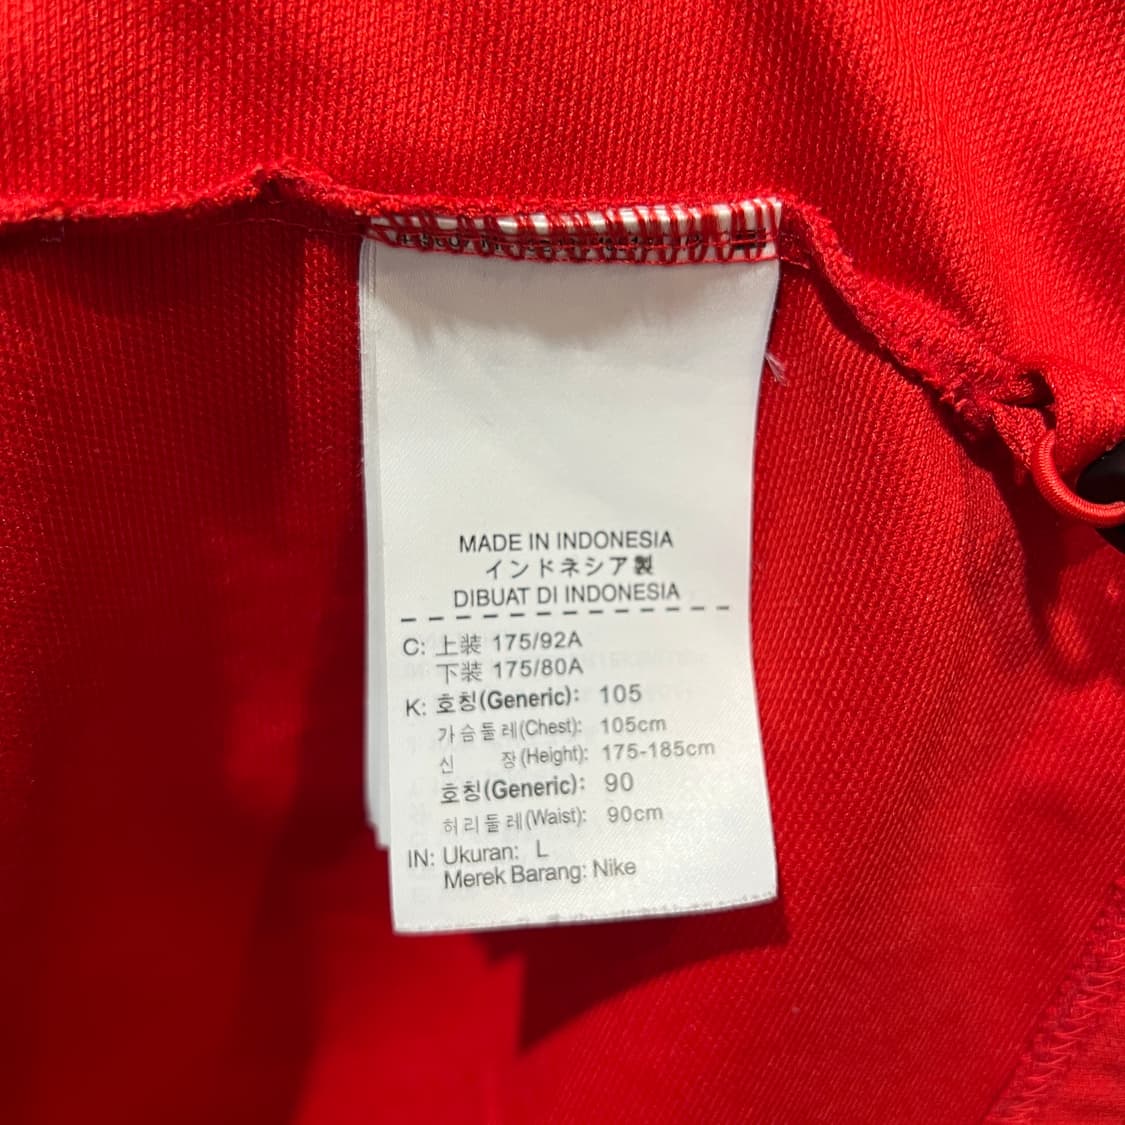 MADE IN INDONESIA
インドネシア製
DIBUAT DI INDONESIA
C: 上装 175/92A
下装 175/80A
K: 호칭(Generic): 105
가슴둘레(Chest): 105cm
신 장(Height): 175-185cm
호칭(Generic): 90
허리둘레(Waist): 90cm
IN: Ukuran: L
Merek Barang: Nike